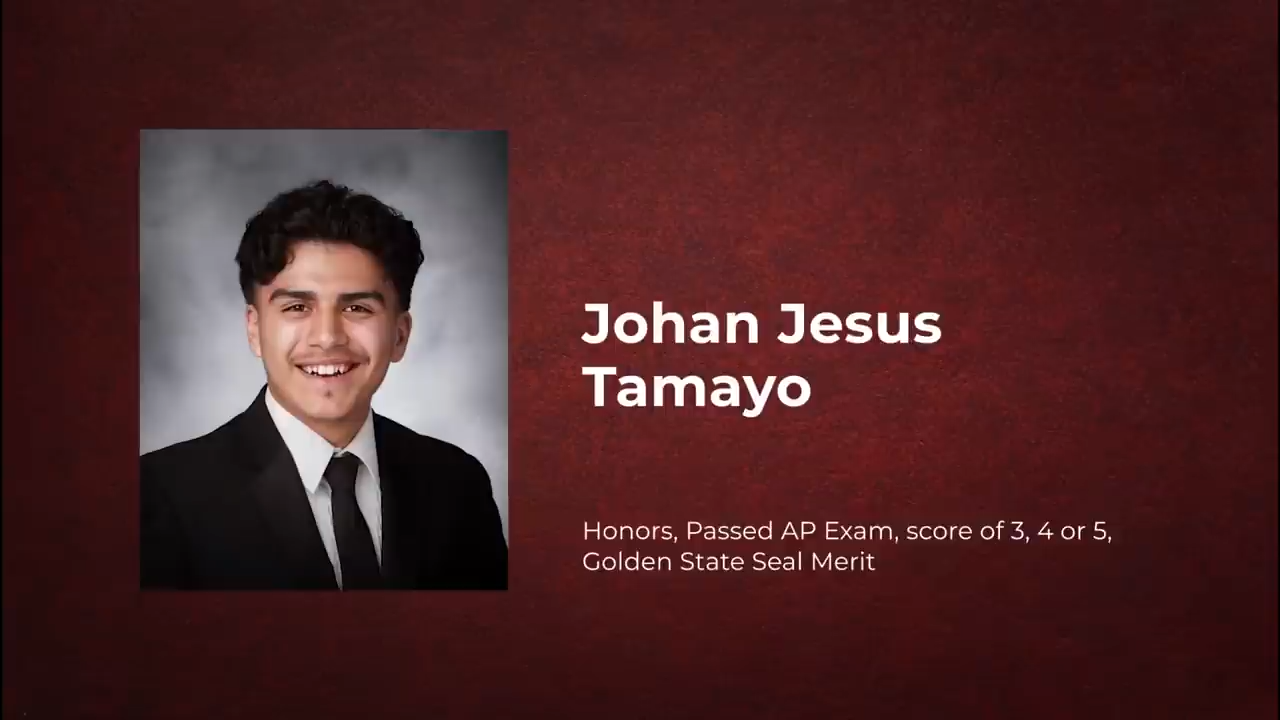 Johan Jesus
Tamayo
Honors, Passed AP Exam, score of 3, 4 or 5,
Golden State Seal Merit